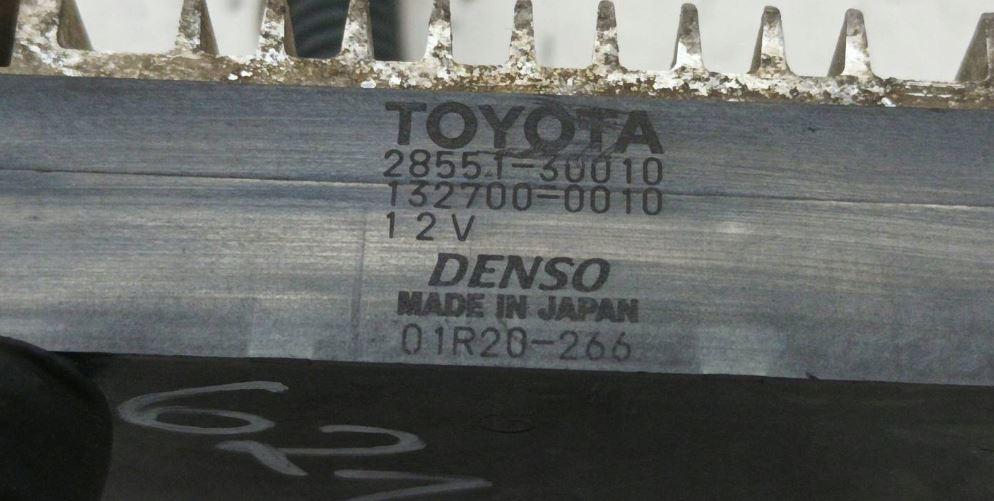 TOYOTA
28551-30010
132700-0010
12V
DENSO
MADE IN JAPAN
01R20-266